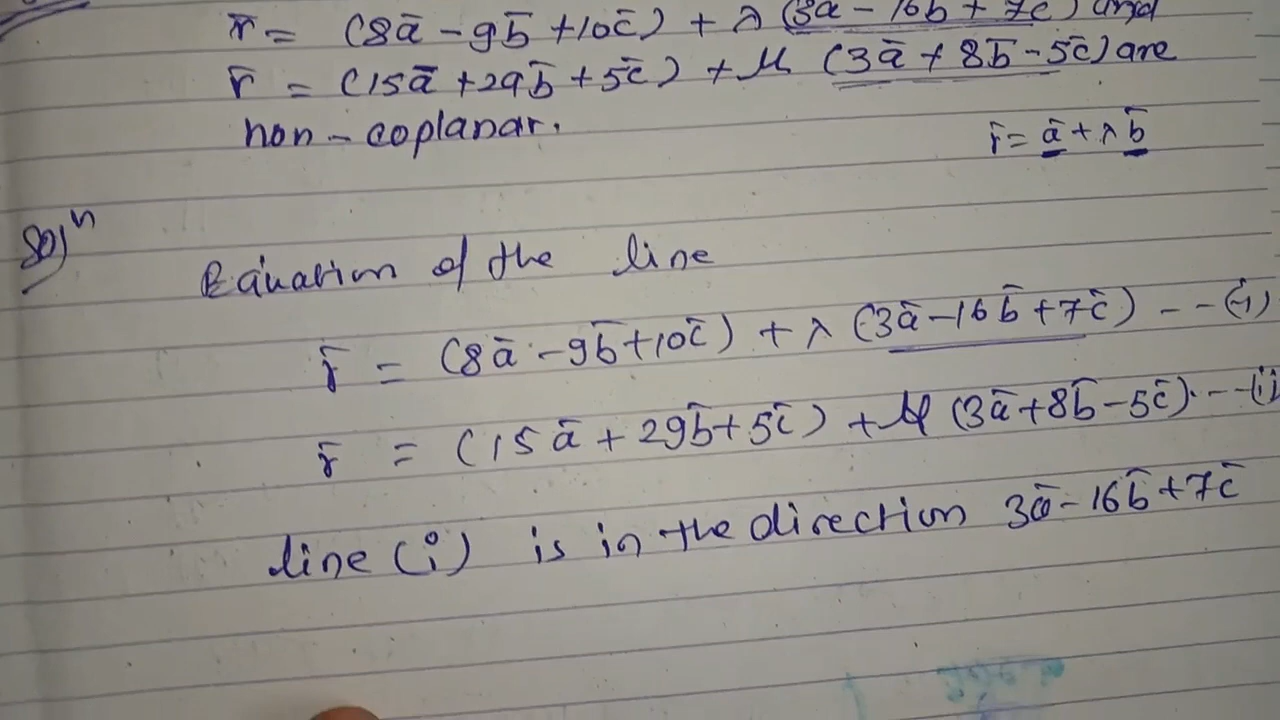 r̄ = (8ā - 9b̄ + 10c̄) + λ (3ā - 16b̄ + 7c̄) and
r̄ = (15ā + 29b̄ + 5c̄) + μ (3ā + 8b̄ - 5c̄) are
non-coplanar.
r̄ = ā + λ b̄
Solⁿ
Equation of the line
r̄ = (8ā - 9b̄ + 10c̄) + λ (3ā - 16b̄ + 7c̄) --- (i)
r̄ = (15ā + 29b̄ + 5c̄) + μ (3ā + 8b̄ - 5c̄). --- (ii)
line (i) is in the direction 3ā - 16b̄ + 7c̄